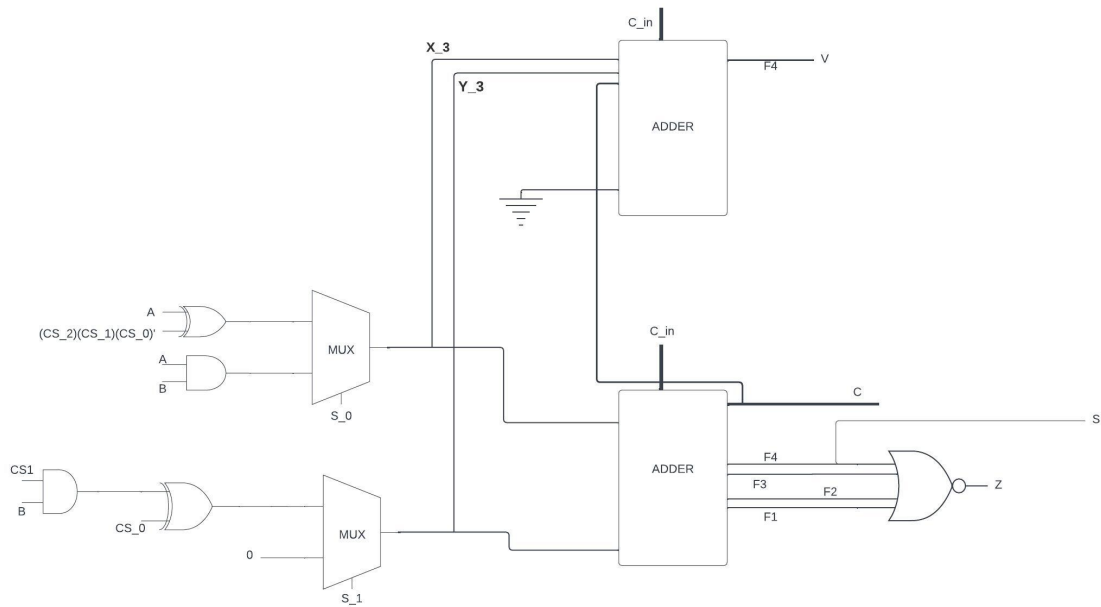 C_in
X_3
F4
V
Y_3
ADDER
A
(CS_2)(CS_1)(CS_0)'
C_in
MUX
A
B
C
S_0
S
F4
CS1
ADDER
F3
F2
Z
B
F1
CS_0
MUX
0
S_1